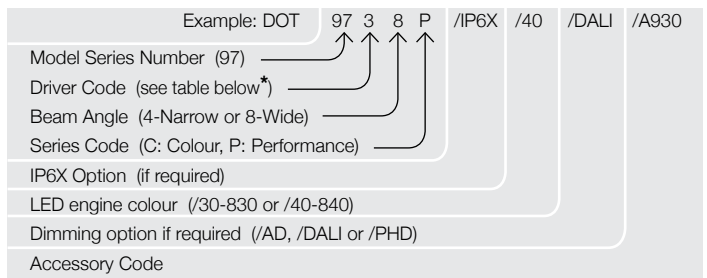 Example: DOT 97 3 8 P /IP6X /40 /DALI /A930
Model Series Number (97)
Driver Code (see table below*)
Beam Angle (4-Narrow or 8-Wide)
Series Code (C: Colour, P: Performance)
IP6X Option (if required)
LED engine colour (/30-830 or /40-840)
Dimming option if required (/AD, /DALI or /PHD)
Accessory Code